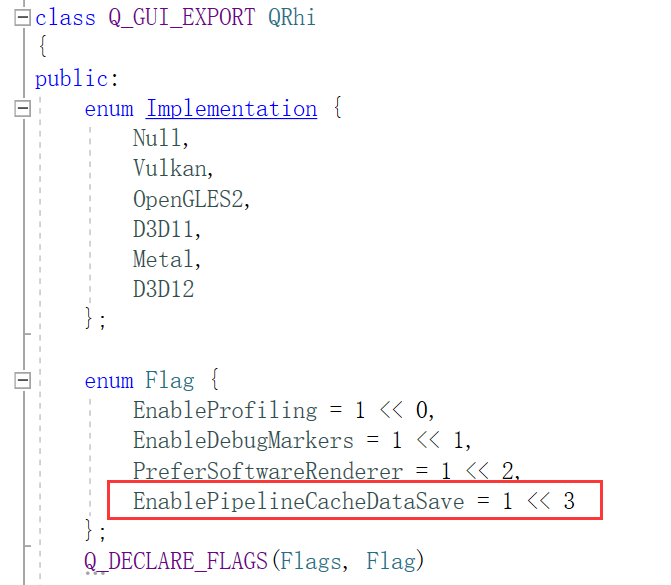 class Q_GUI_EXPORT QRhi
{
public:
    enum Implementation {
        Null,
        Vulkan,
        OpenGLES2,
        D3D11,
        Metal,
        D3D12
    };

    enum Flag {
        EnableProfiling = 1 << 0,
        EnableDebugMarkers = 1 << 1,
        PreferSoftwareRenderer = 1 << 2,
        EnablePipelineCacheDataSave = 1 << 3
    };
    Q_DECLARE_FLAGS(Flags, Flag)